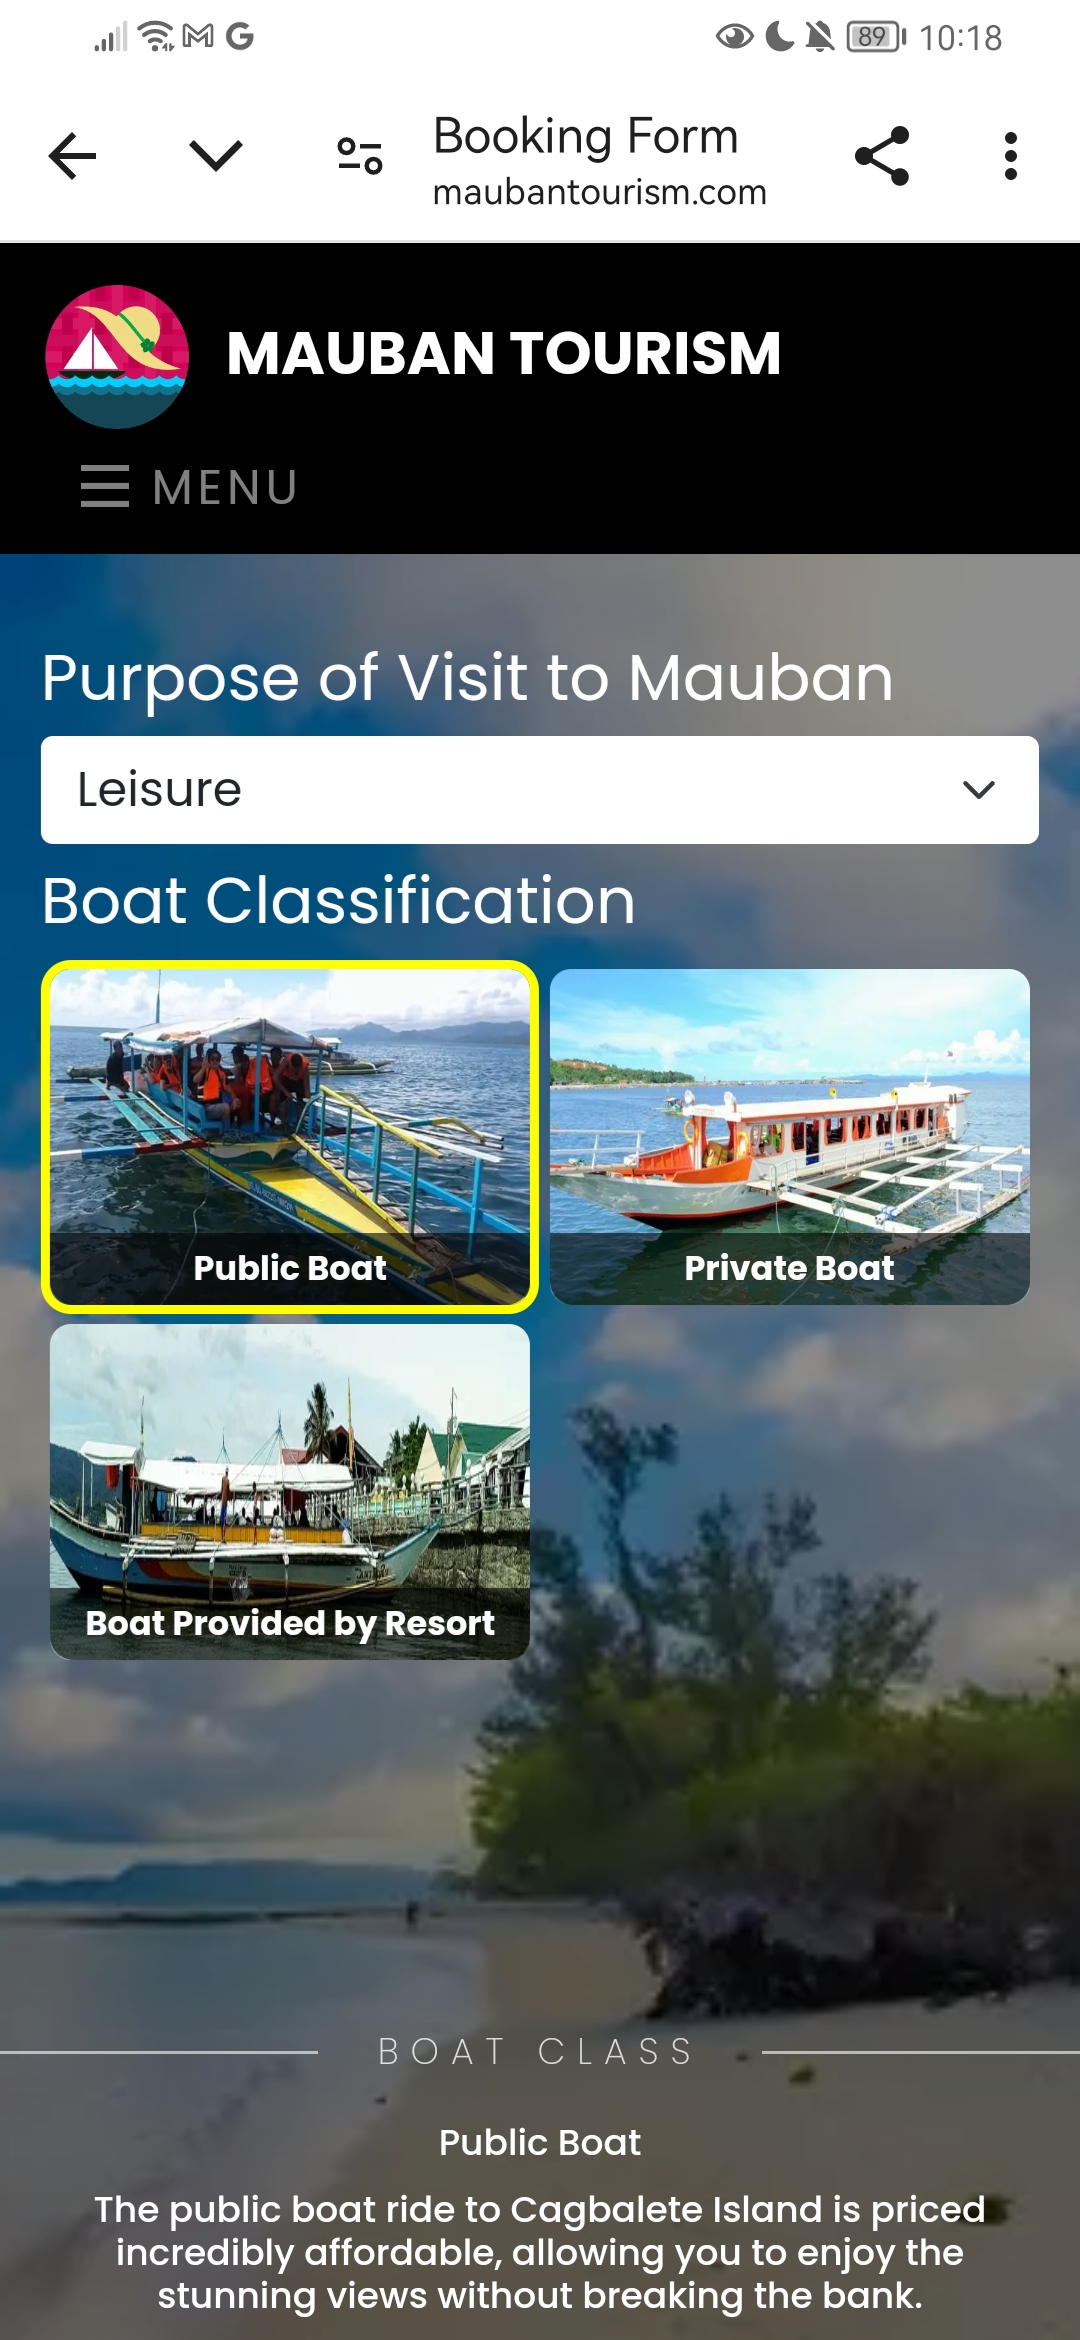 89 10:18
Booking Form
maubantourism.com
MAUBAN TOURISM
MENU
Purpose of Visit to Mauban
Leisure
Boat Classification
Public Boat
Private Boat
Boat Provided by Resort
BOAT CLASS
Public Boat
The public boat ride to Cagbalete Island is priced
incredibly affordable, allowing you to enjoy the
stunning views without breaking the bank.